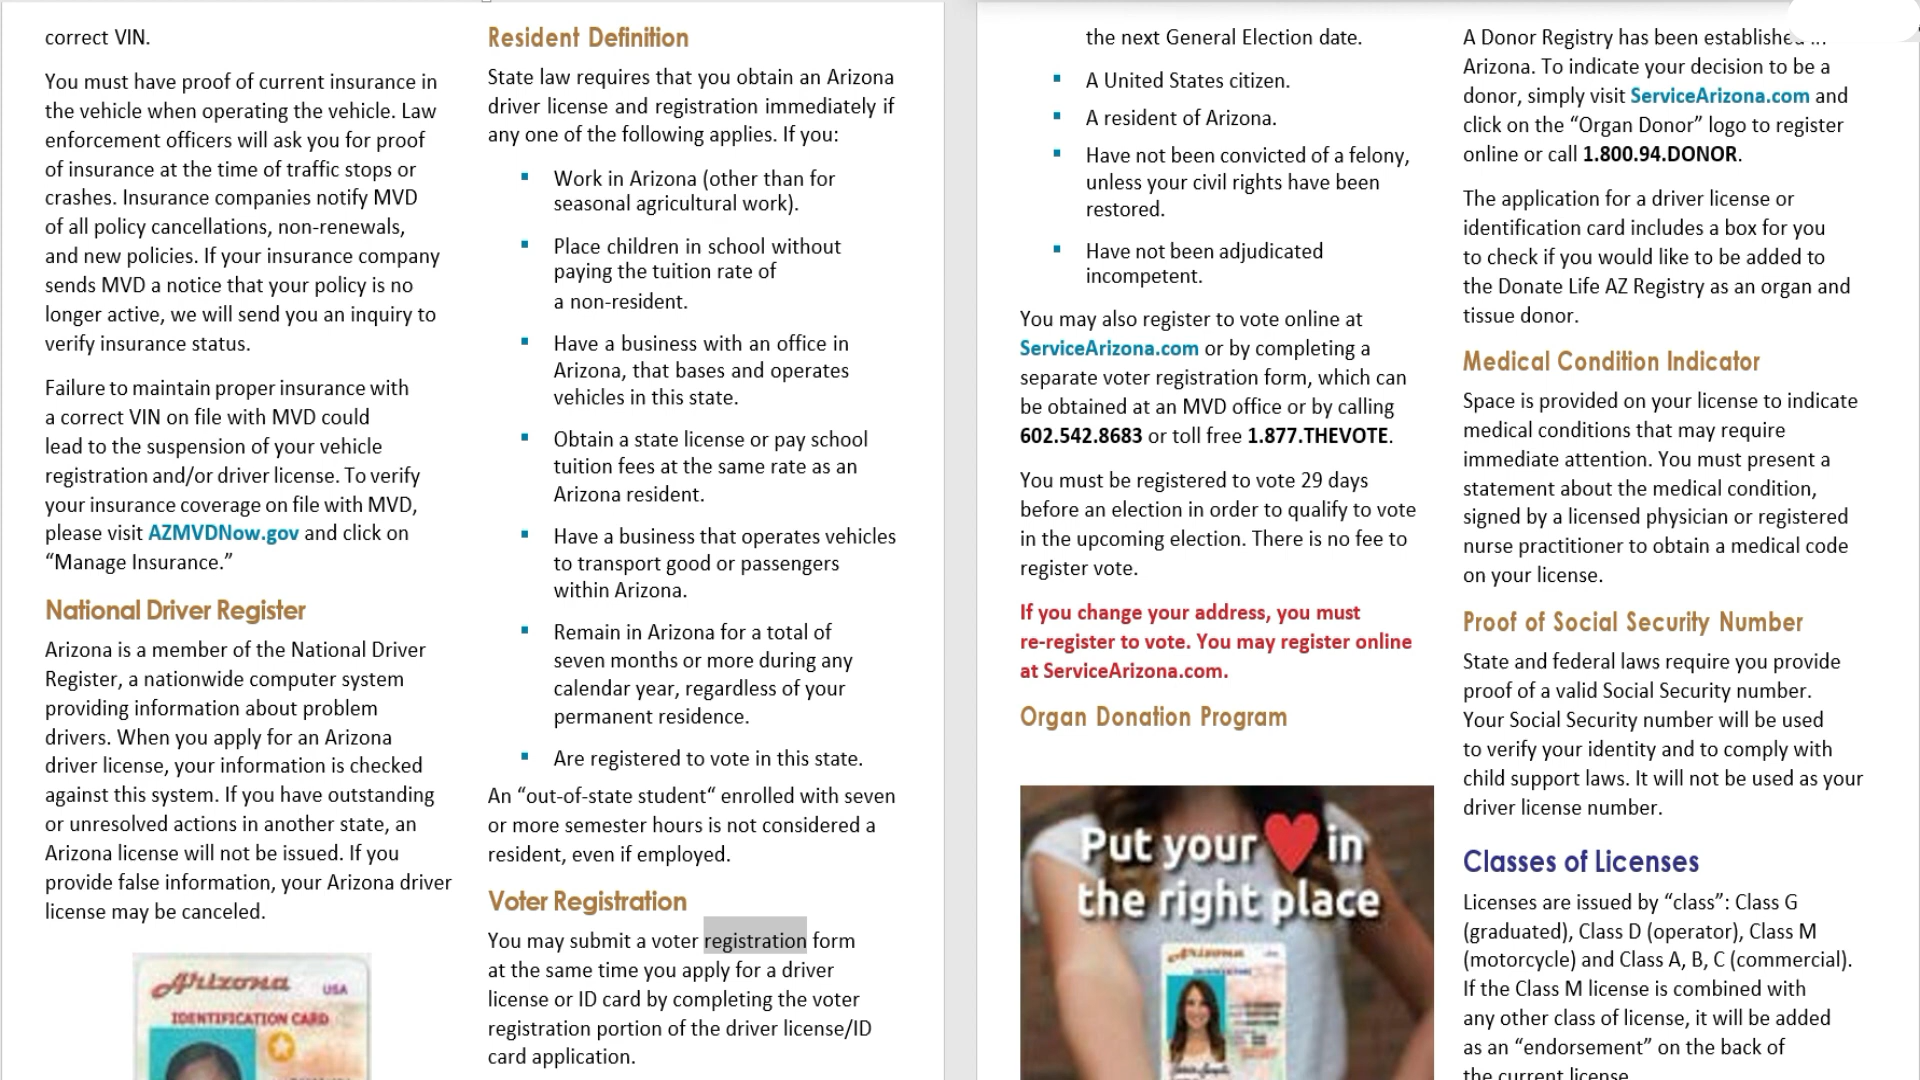 correct VIN.
You must have proof of current insurance in
the vehicle when operating the vehicle. Law
enforcement officers will ask you for proof
of insurance at the time of traffic stops or
crashes. Insurance companies notify MVD
of all policy cancellations, non-renewals,
and new policies. If your insurance company
sends MVD a notice that your policy is no
longer active, we will send you an inquiry to
verify insurance status.
Failure to maintain proper insurance with
a correct VIN on file with MVD could
lead to the suspension of your vehicle
registration and/or driver license. To verify
your insurance coverage on file with MVD,
please visit AZMVDNow.gov and click on
“Manage Insurance.”
National Driver Register
Arizona is a member of the National Driver
Register, a nationwide computer system
providing information about problem
drivers. When you apply for an Arizona
driver license, your information is checked
against this system. If you have outstanding
or unresolved actions in another state, an
Arizona license will not be issued. If you
provide false information, your Arizona driver
license may be canceled.
Arizona
USA
IDENTIFICATION CARD
Resident Definition
State law requires that you obtain an Arizona
driver license and registration immediately if
any one of the following applies. If you:
▪ Work in Arizona (other than for
seasonal agricultural work).
▪ Place children in school without
paying the tuition rate of
a non-resident.
▪ Have a business with an office in
Arizona, that bases and operates
vehicles in this state.
▪ Obtain a state license or pay school
tuition fees at the same rate as an
Arizona resident.
▪ Have a business that operates vehicles
to transport good or passengers
within Arizona.
▪ Remain in Arizona for a total of
seven months or more during any
calendar year, regardless of your
permanent residence.
▪ Are registered to vote in this state.
An “out-of-state student“ enrolled with seven
or more semester hours is not considered a
resident, even if employed.
Voter Registration
You may submit a voter registration form
at the same time you apply for a driver
license or ID card by completing the voter
registration portion of the driver license/ID
card application.
the next General Election date.
▪ A United States citizen.
▪ A resident of Arizona.
▪ Have not been convicted of a felony,
unless your civil rights have been
restored.
▪ Have not been adjudicated
incompetent.
You may also register to vote online at
ServiceArizona.com or by completing a
separate voter registration form, which can
be obtained at an MVD office or by calling
602.542.8683 or toll free 1.877.THEVOTE.
You must be registered to vote 29 days
before an election in order to qualify to vote
in the upcoming election. There is no fee to
register vote.
If you change your address, you must
re-register to vote. You may register online
at ServiceArizona.com.
Organ Donation Program
Put your in
the right place
Arizona
A Donor Registry has been established in
Arizona. To indicate your decision to be a
donor, simply visit ServiceArizona.com and
click on the “Organ Donor” logo to register
online or call 1.800.94.DONOR.
The application for a driver license or
identification card includes a box for you
to check if you would like to be added to
the Donate Life AZ Registry as an organ and
tissue donor.
Medical Condition Indicator
Space is provided on your license to indicate
medical conditions that may require
immediate attention. You must present a
statement about the medical condition,
signed by a licensed physician or registered
nurse practitioner to obtain a medical code
on your license.
Proof of Social Security Number
State and federal laws require you provide
proof of a valid Social Security number.
Your Social Security number will be used
to verify your identity and to comply with
child support laws. It will not be used as your
driver license number.
Classes of Licenses
Licenses are issued by “class”: Class G
(graduated), Class D (operator), Class M
(motorcycle) and Class A, B, C (commercial).
If the Class M license is combined with
any other class of license, it will be added
as an “endorsement” on the back of
the current license.